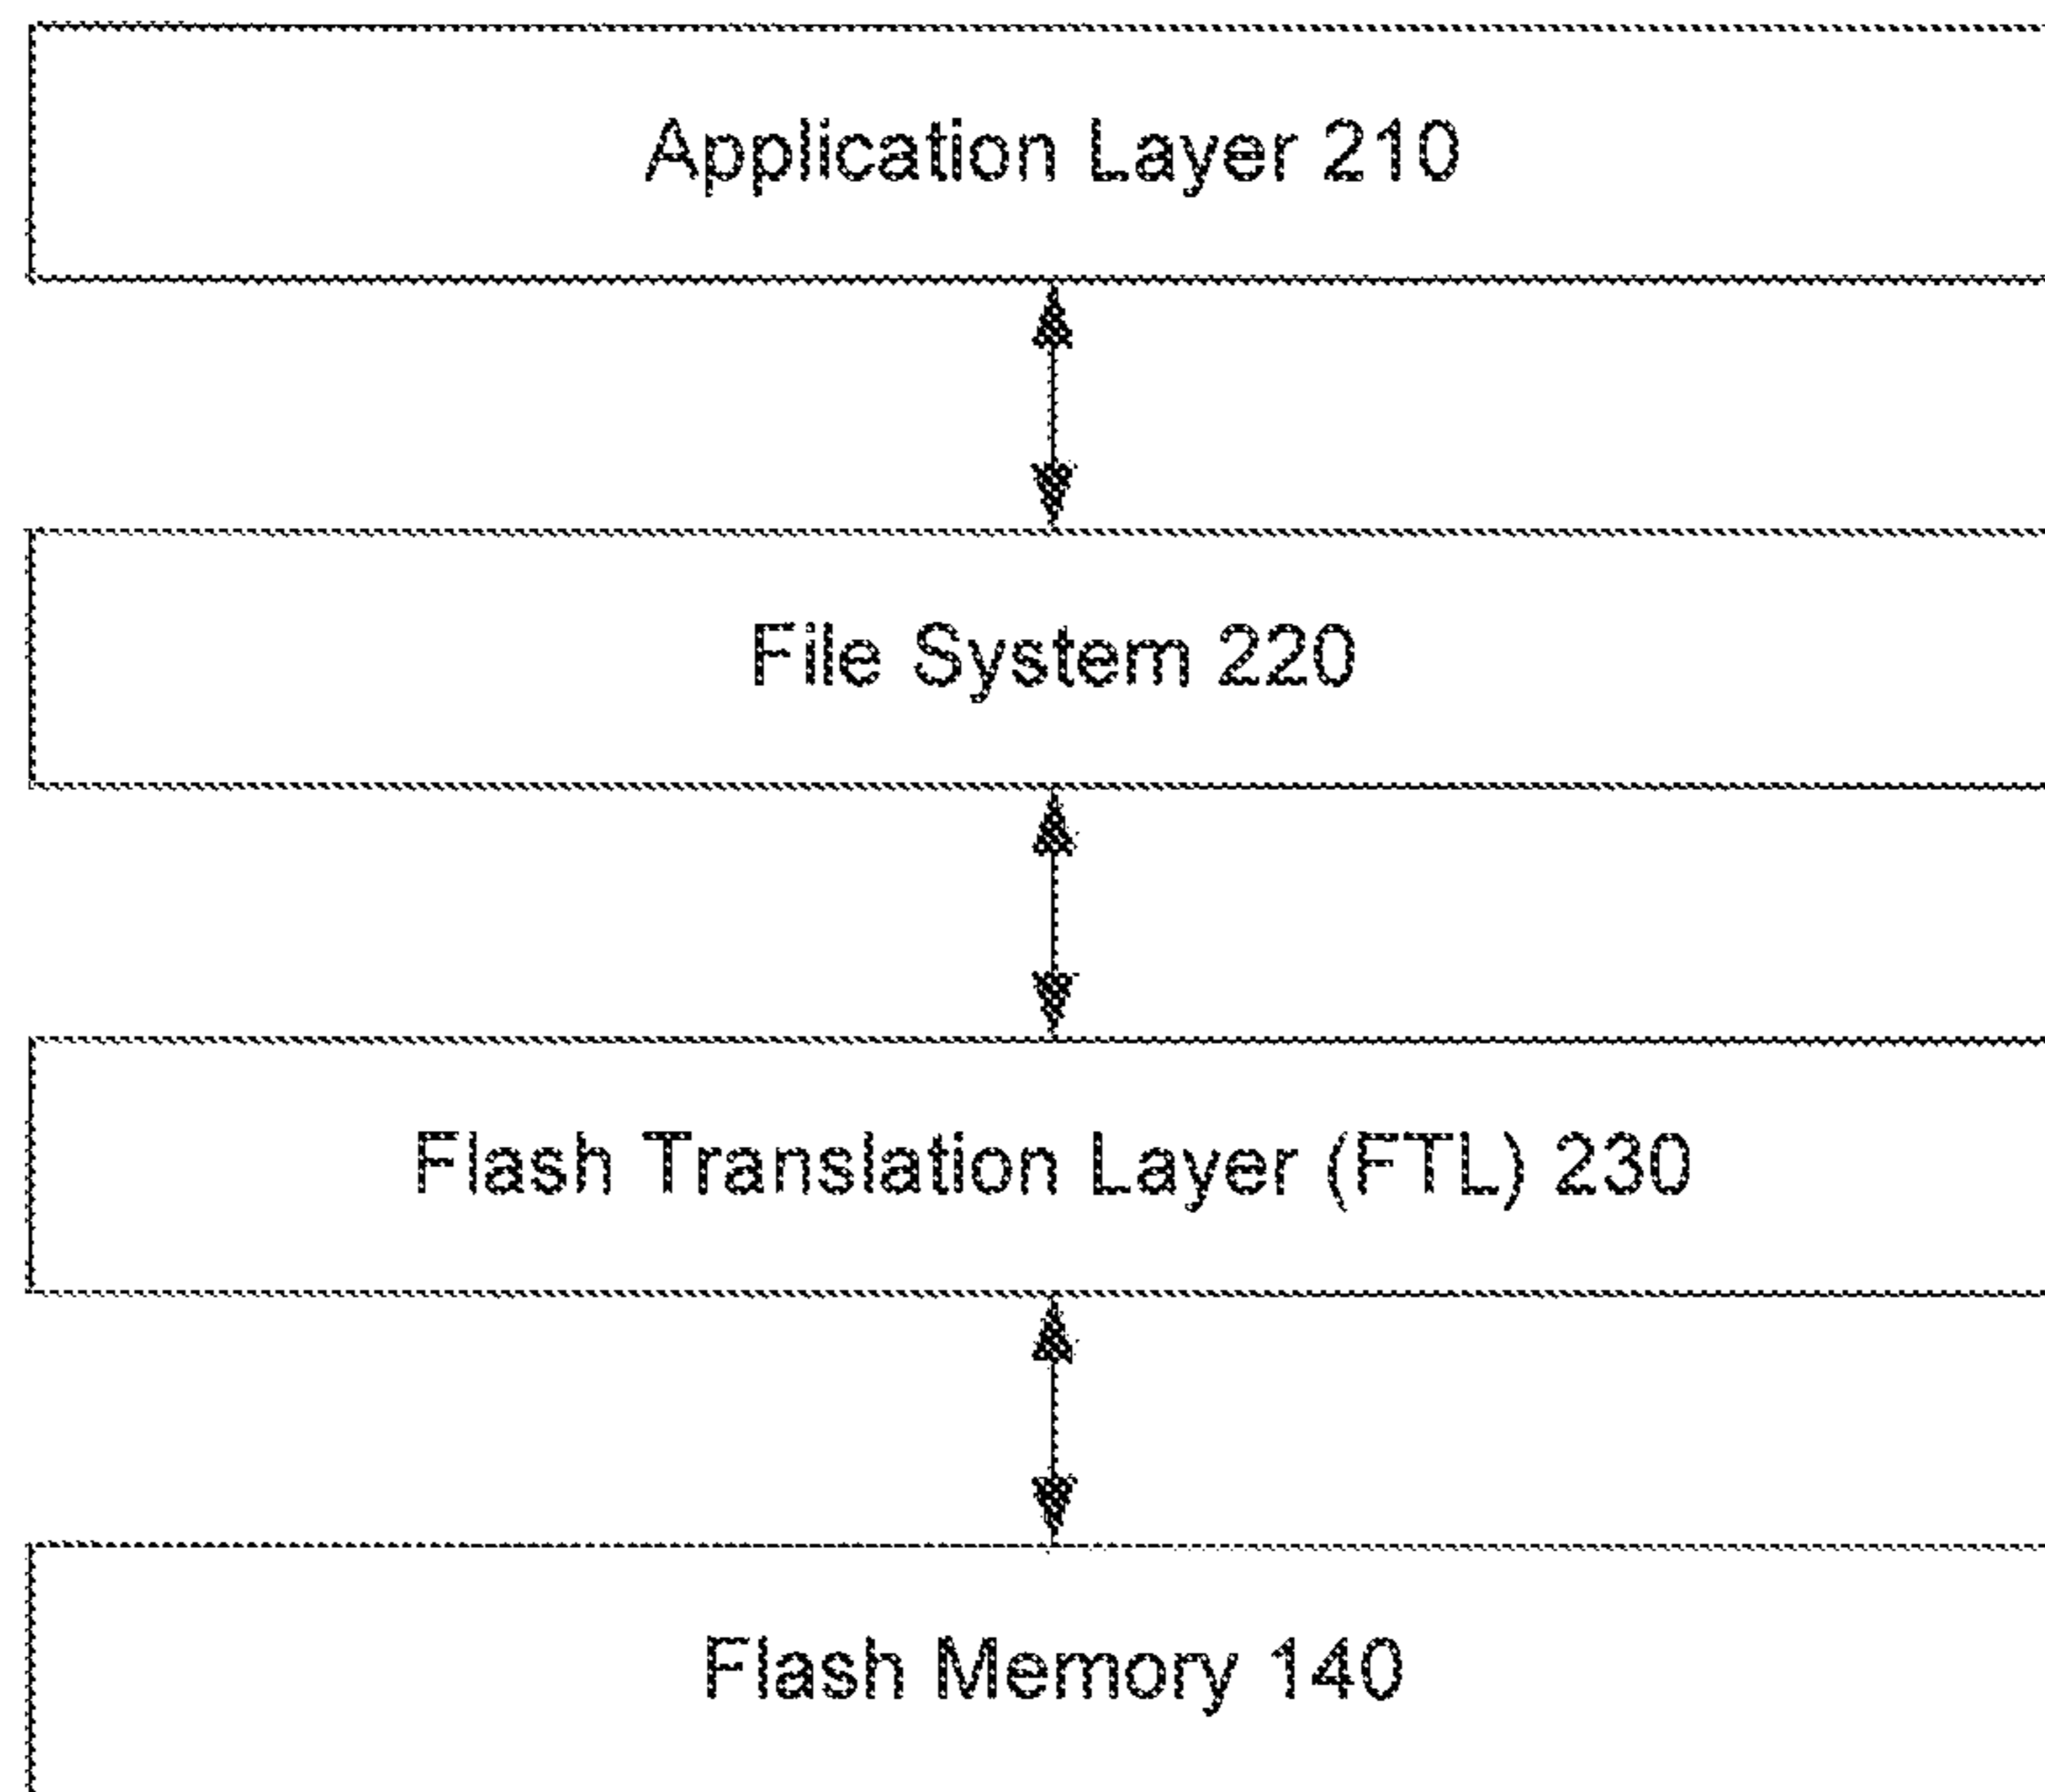 Application Layer 210
File System 220
Flash Translation Layer (FTL) 230
Flash Memory 140